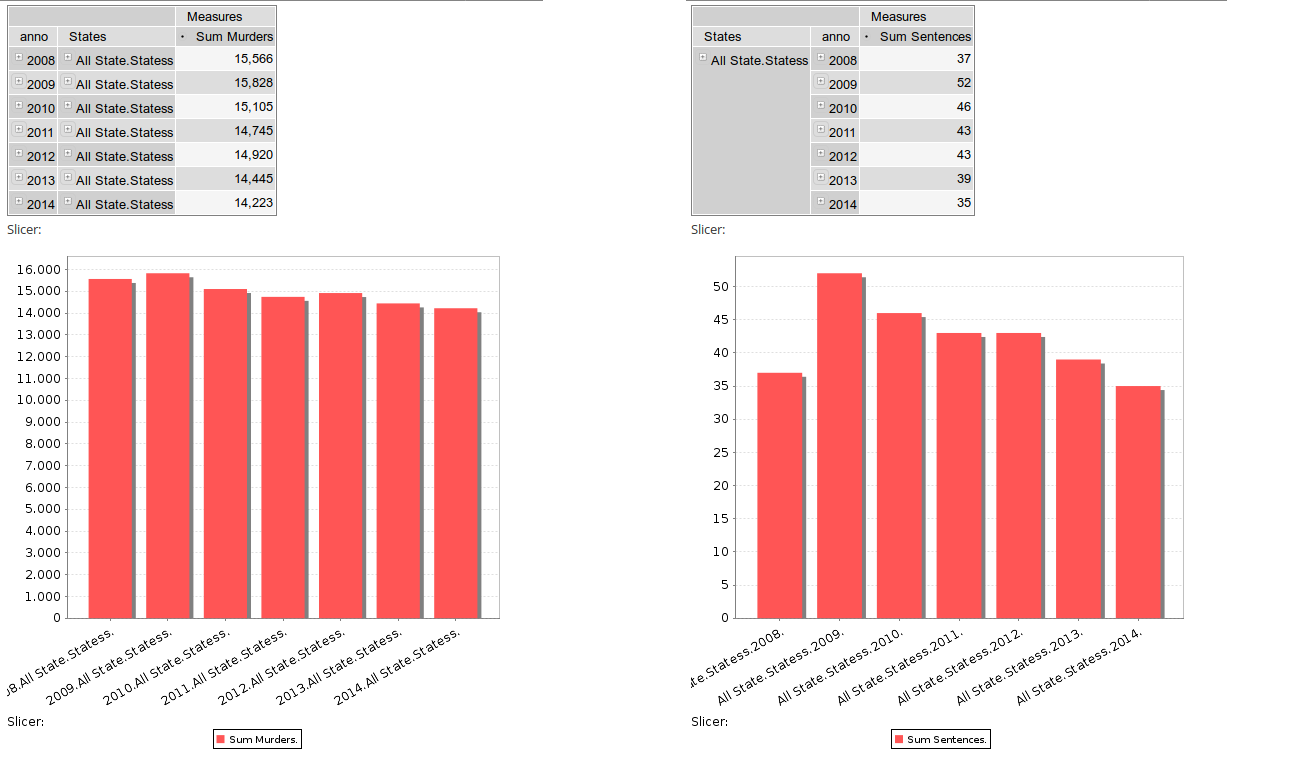 Measures
anno States • Sum Murders
2008 All State.Statess 15,566
2009 All State.Statess 15,828
2010 All State.Statess 15,105
2011 All State.Statess 14,745
2012 All State.Statess 14,920
2013 All State.Statess 14,445
2014 All State.Statess 14,223
Slicer:
16.000
15.000
14.000
13.000
12.000
11.000
10.000
9.000
8.000
7.000
6.000
5.000
4.000
3.000
2.000
1.000
0
08.All State.Statess.
2009.All State.Statess.
2010.All State.Statess.
2011.All State.Statess.
2012.All State.Statess.
2013.All State.Statess.
2014.All State.Statess.
Slicer:
Sum Murders.
Measures
States anno • Sum Sentences
All State.Statess 2008 37
2009 52
2010 46
2011 43
2012 43
2013 39
2014 35
Slicer:
50
45
40
35
30
25
20
15
10
5
0
te.Statess.2008.
All State.Statess.2009.
All State.Statess.2010.
All State.Statess.2011.
All State.Statess.2012.
All State.Statess.2013.
All State.Statess.2014.
Slicer:
Sum Sentences.